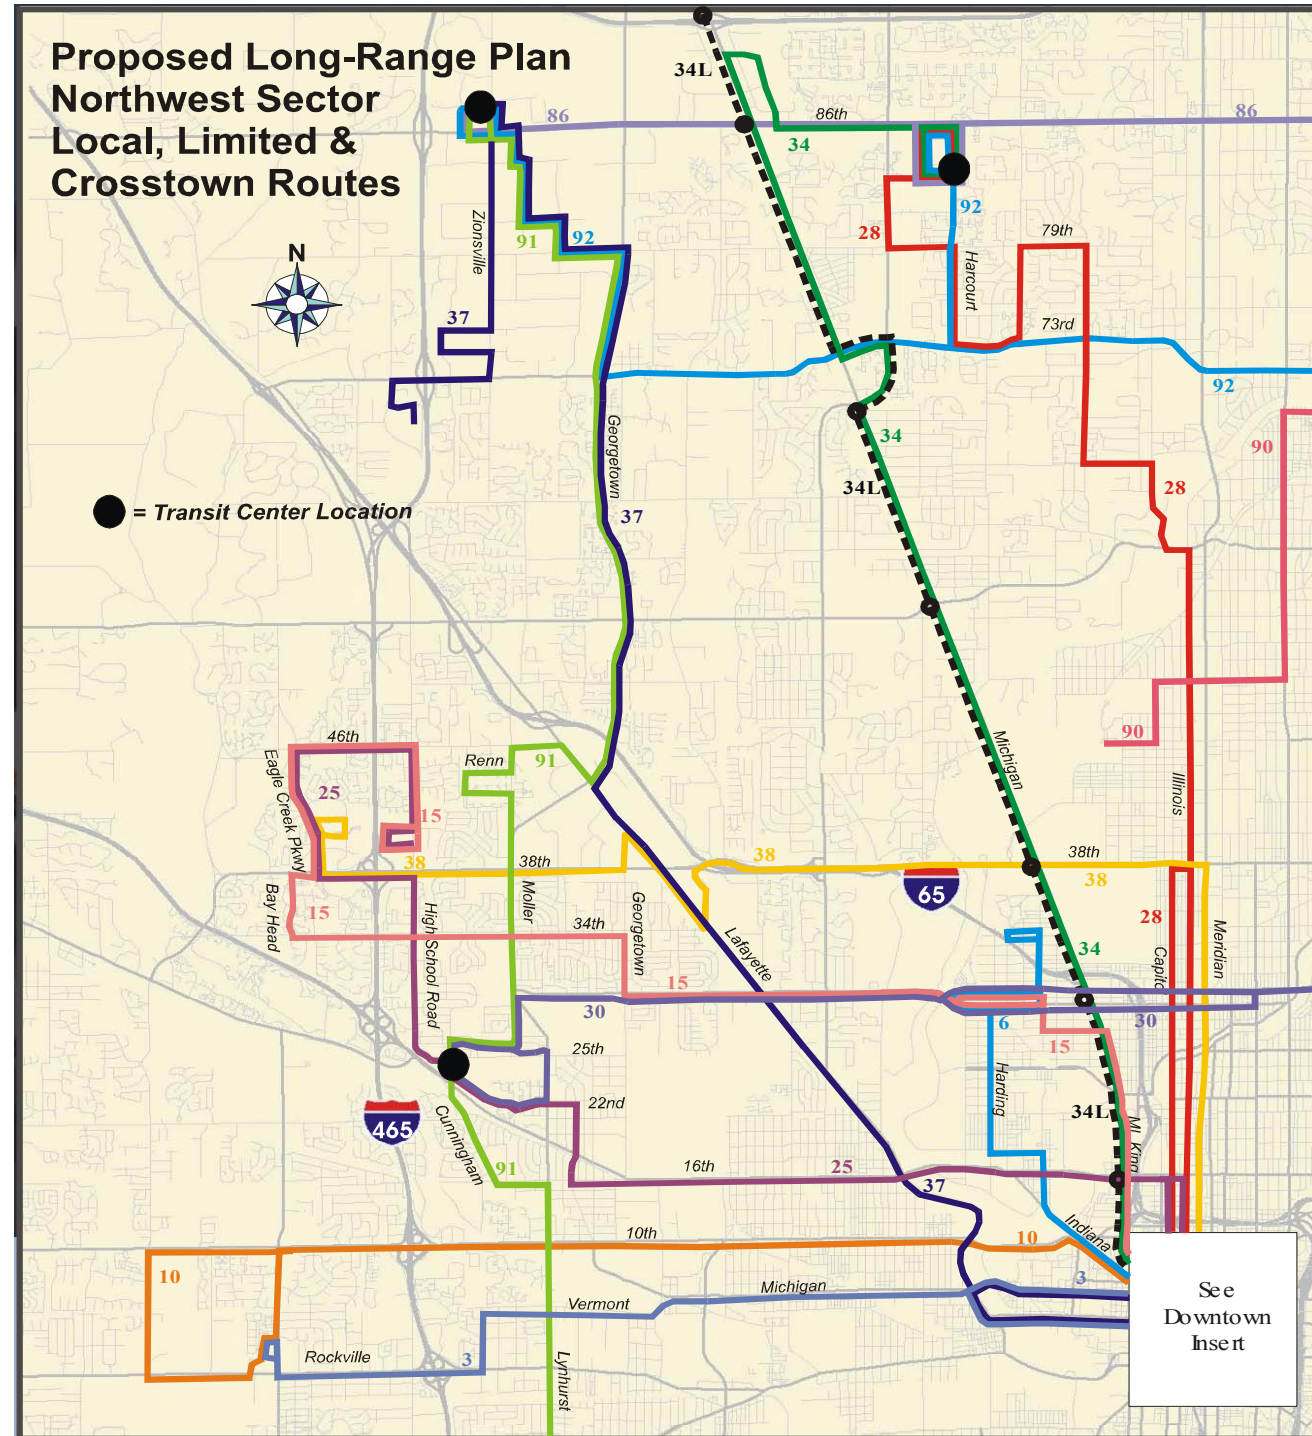 Proposed Long-Range Plan
Northwest Sector
Local, Limited &
Crosstown Routes
34L
86
86th
86
34
Zionsville
91
92
28
92
79th
Harcourt
N
37
73rd
92
Georgetown
34
90
34L
28
= Transit Center Location
37
90
Michigan
46th
Renn
91
Eagle Creek Pkwy
25
15
Illinois
38
38th
38
38th
38
65
Bay Head
15
High School Road
Moller
34th
Georgetown
Lafayette
28
34
Capitol
Meridian
15
30
6
30
15
25th
Harding
22nd
34L
465
Cunningham
ML King
91
16th
25
37
Indiana
10th
10
10
Michigan
3
Vermont
Rockville
3
Lynhurst
See
Downtown
Insert